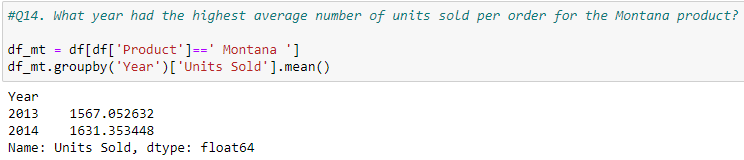 #Q14. What year had the highest average number of units sold per order for the Montana product?
df_mt = df[df['Product']==' Montana ']
df_mt.groupby('Year')['Units Sold'].mean()
Year
2013    1567.052632
2014    1631.353448
Name: Units Sold, dtype: float64